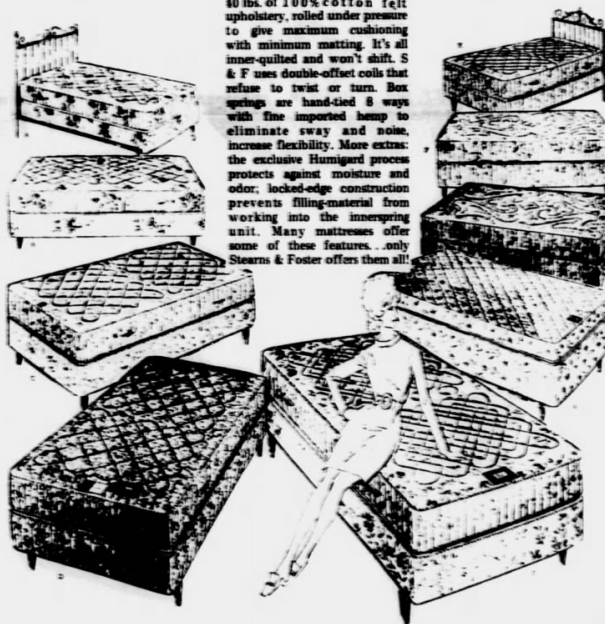 lbs. of 100% cotton felt
upholstery, rolled under pressure
to give maximum cushioning
with minimum matting. It's all
inner-quilted and won't shift. S
& F uses double-offset coils that
refuse to twist or turn. Box
springs are hand-tied 8 ways
with fine imported hemp to
eliminate sway and noise,
increase flexibility. More extras:
the exclusive Humigard process
protects against moisture and
odor; locked-edge construction
prevents filling-material from
working into the innerspring
unit. Many mattresses offer
some of these features...only
Stearns & Foster offers them all!